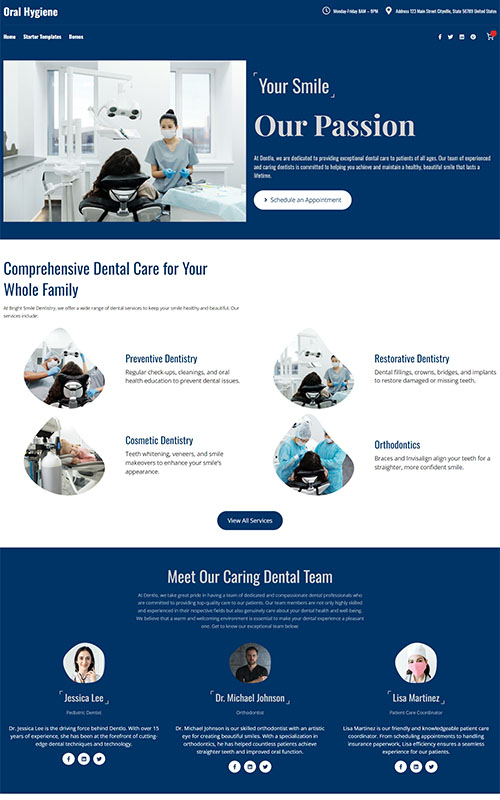 Oral Hygiene
Monday-Friday 8AM – 9PM
Address 123 Main Street Cityville, State 56789 United States
Home Starter Templates Demos
Your Smile
Our Passion
At Dentlo, we are dedicated to providing exceptional dental care to patients of all ages. Our team of experienced
and caring dentists is committed to helping you achieve and maintain a healthy, beautiful smile that lasts a
lifetime.
Schedule an Appointment
Comprehensive Dental Care for Your
Whole Family
At Bright Smile Dentistry, we offer a wide range of dental services to keep your smile healthy and beautiful. Our
services include:
Preventive Dentistry
Regular check-ups, cleanings, and oral
health education to prevent dental issues.
Restorative Dentistry
Dental fillings, crowns, bridges, and implants
to restore damaged or missing teeth.
Cosmetic Dentistry
Teeth whitening, veneers, and smile
makeovers to enhance your smile's
appearance.
Orthodontics
Braces and Invisalign align your teeth for a
straighter, more confident smile.
View All Services
Meet Our Caring Dental Team
At Dentlo, we take great pride in having a team of dedicated and compassionate dental professionals who
are committed to providing top-quality care to our patients. Our team members are not only highly skilled
and experienced in their respective fields but also genuinely care about your dental health and well-being.
We believe that a warm and welcoming environment is essential to make your dental experience a pleasant
one. Get to know our exceptional team below:
Jessica Lee
Pediatric Dentist
Dr. Jessica Lee is the driving force behind Dentlo. With over 15
years of experience, she has been at the forefront of cutting-
edge dental techniques and technology.
Dr. Michael Johnson
Orthodontist
Dr. Michael Johnson is our skilled orthodontist with an artistic
eye for creating beautiful smiles. With a specialization in
orthodontics, he has helped countless patients achieve
straighter teeth and improved oral function.
Lisa Martinez
Patient Care Coordinator
Lisa Martinez is our friendly and knowledgeable patient care
coordinator. From scheduling appointments to handling
insurance paperwork, Lisa efficiency ensures a seamless
experience for our patients.